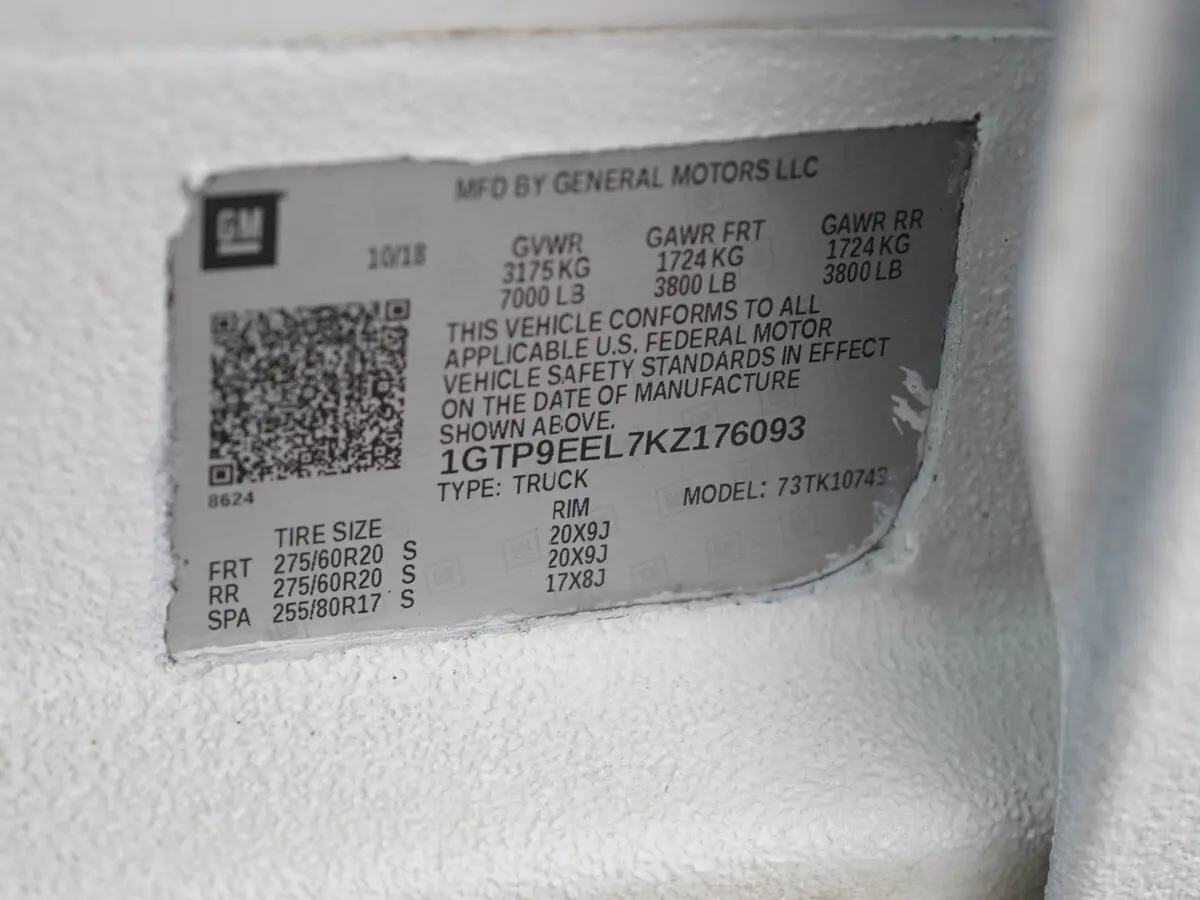 MFD BY GENERAL MOTORS LLC
GM
10/18
GVWR GAWR FRT GAWR RR
3175 KG 1724 KG 1724 KG
7000 LB 3800 LB 3800 LB
THIS VEHICLE CONFORMS TO ALL
APPLICABLE U.S. FEDERAL MOTOR
VEHICLE SAFETY STANDARDS IN EFFECT
ON THE DATE OF MANUFACTURE
SHOWN ABOVE.
1GTP9EEL7KZ176093
8624
TYPE: TRUCK MODEL: 73TK10743
TIRE SIZE RIM
FRT 275/60R20 S 20X9J
RR 275/60R20 S 20X9J
SPA 255/80R17 S 17X8J